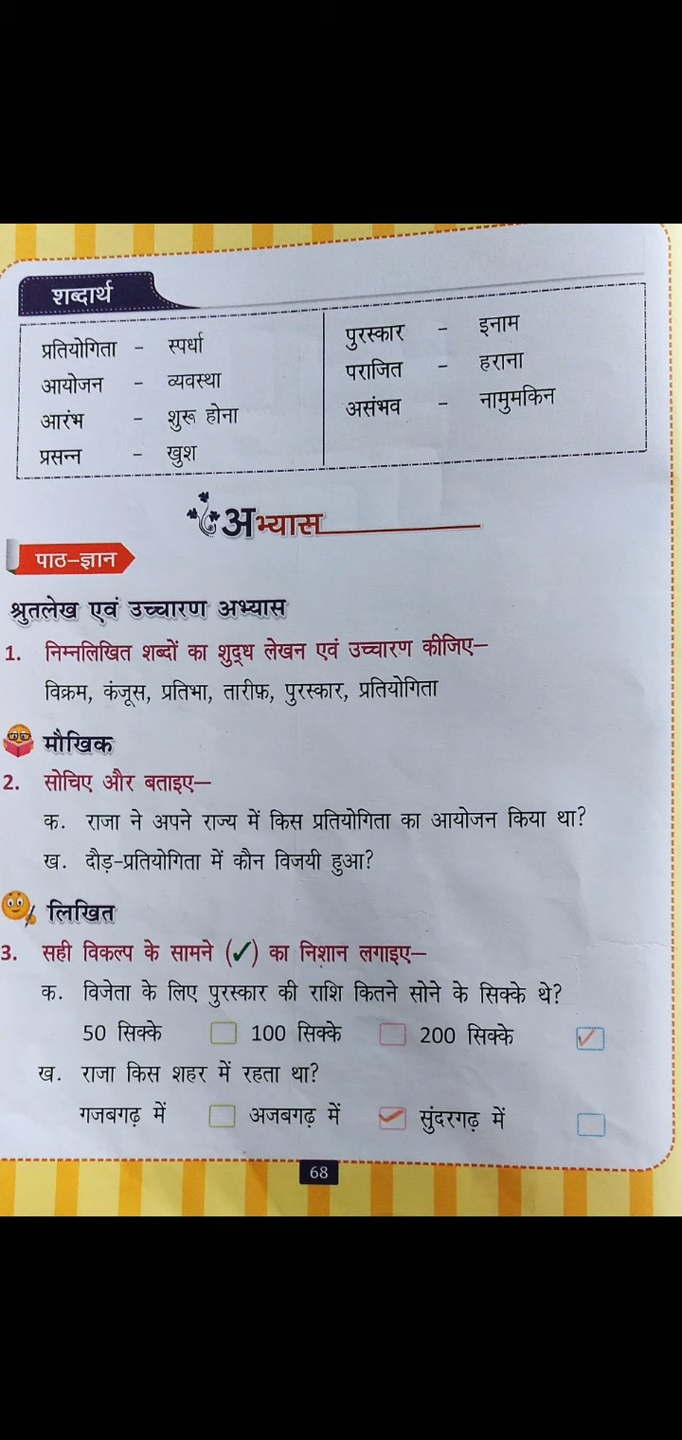 शब्दार्थ
प्रतियोगिता - स्पर्धा
आयोजन - व्यवस्था
आरंभ - शुरू होना
प्रसन्न - खुश
पुरस्कार - इनाम
पराजित - हराना
असंभव - नामुमकिन
अभ्यास
पाठ-ज्ञान
श्रुतलेख एवं उच्चारण अभ्यास
1. निम्नलिखित शब्दों का शुद्ध लेखन एवं उच्चारण कीजिए—
विक्रम, कंजूस, प्रतिभा, तारीफ़, पुरस्कार, प्रतियोगिता
मौखिक
2. सोचिए और बताइए—
क. राजा ने अपने राज्य में किस प्रतियोगिता का आयोजन किया था?
ख. दौड़-प्रतियोगिता में कौन विजयी हुआ?
लिखित
3. सही विकल्प के सामने (✓) का निशान लगाइए—
क. विजेता के लिए पुरस्कार की राशि कितने सोने के सिक्के थे?
50 सिक्के 100 सिक्के 200 सिक्के ✓
ख. राजा किस शहर में रहता था?
गजबगढ़ में अजबगढ़ में ✓ सुंदरगढ़ में
68